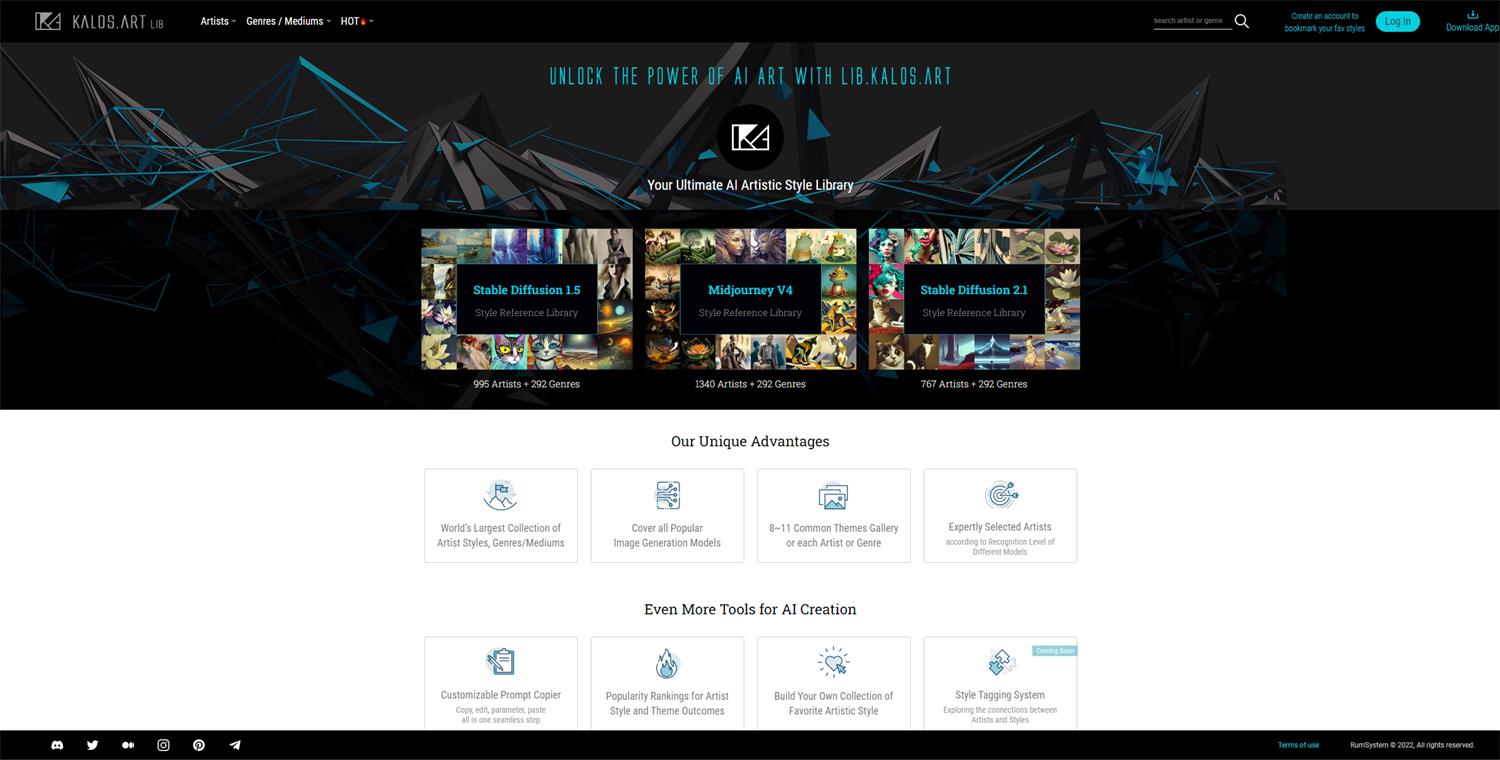 KALOS.ART LIB
Artists
Genres / Mediums
HOT
search artist or genre
Create an account to
bookmark your fav styles
Log In
Download App
UNLOCK THE POWER OF AI ART WITH LIB.KALOS.ART
Your Ultimate AI Artistic Style Library
Stable Diffusion 1.5
Style Reference Library
995 Artists + 292 Genres
Midjourney V4
Style Reference Library
1340 Artists + 292 Genres
Stable Diffusion 2.1
Style Reference Library
767 Artists + 292 Genres
Our Unique Advantages
World's Largest Collection of
Artist Styles, Genres/Mediums
Cover all Popular
Image Generation Models
8~11 Common Themes Gallery
or each Artist or Genre
Expertly Selected Artists
according to Recognition Level of
Different Models
Even More Tools for AI Creation
Customizable Prompt Copier
Copy, edit, parameter, paste
all in one seamless step
Popularity Rankings for Artist
Style and Theme Outcomes
Build Your Own Collection of
Favorite Artistic Style
Coming Soon
Style Tagging System
Exploring the connections between
Artists and Styles
Terms of use
RumSystem © 2022, All rights reserved.